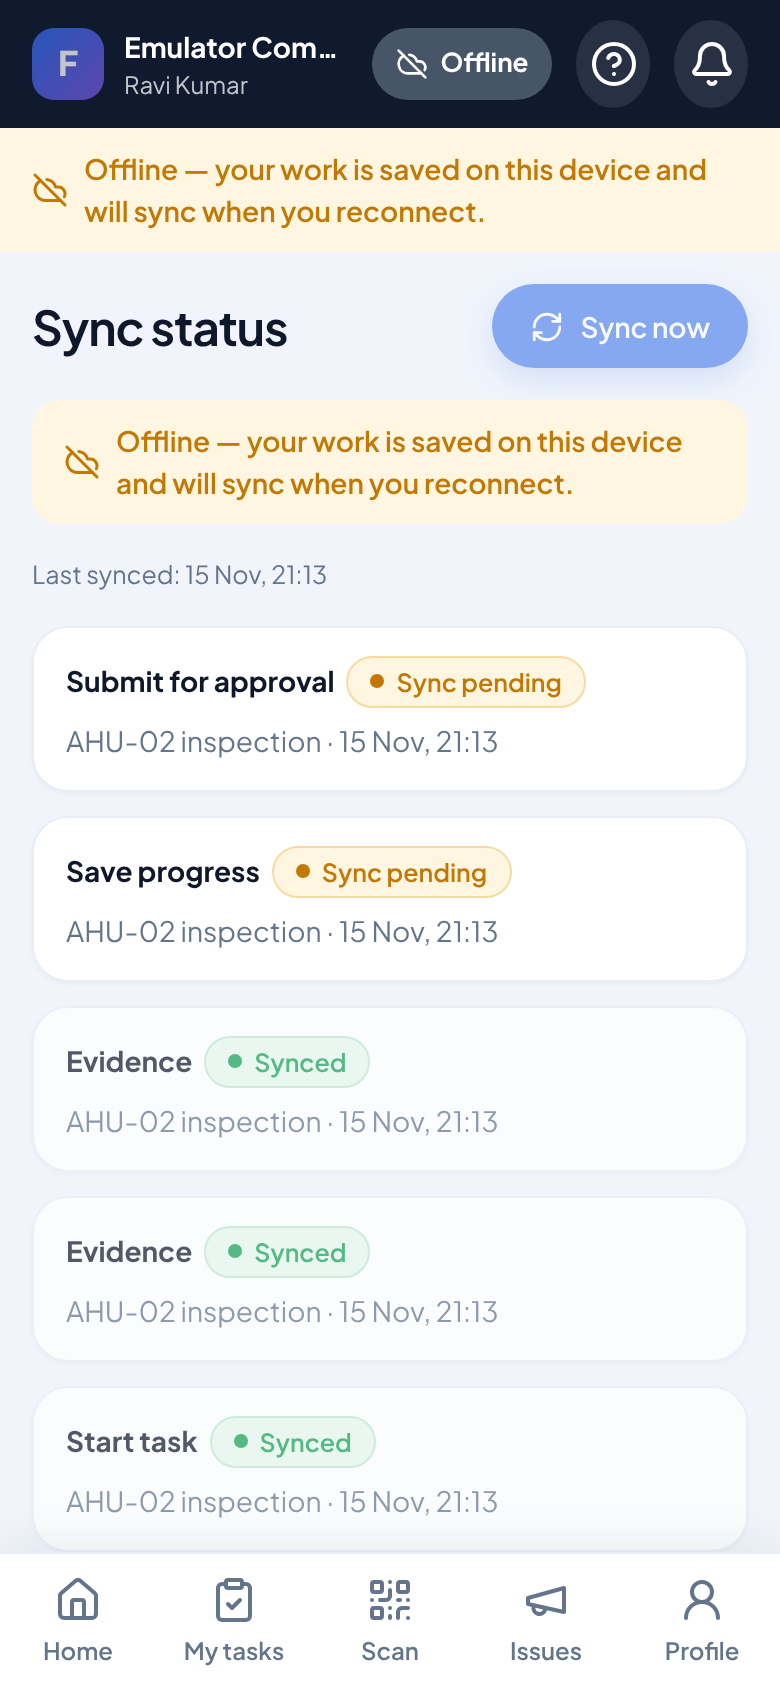 F
Emulator Com...
Ravi Kumar
Offline
Offline — your work is saved on this device and
will sync when you reconnect.
Sync status
Sync now
Offline — your work is saved on this device
and will sync when you reconnect.
Last synced: 15 Nov, 21:13
Submit for approval
Sync pending
AHU-02 inspection · 15 Nov, 21:13
Save progress
Sync pending
AHU-02 inspection · 15 Nov, 21:13
Evidence
Synced
AHU-02 inspection · 15 Nov, 21:13
Evidence
Synced
AHU-02 inspection · 15 Nov, 21:13
Start task
Synced
AHU-02 inspection · 15 Nov, 21:13
Home
My tasks
Scan
Issues
Profile